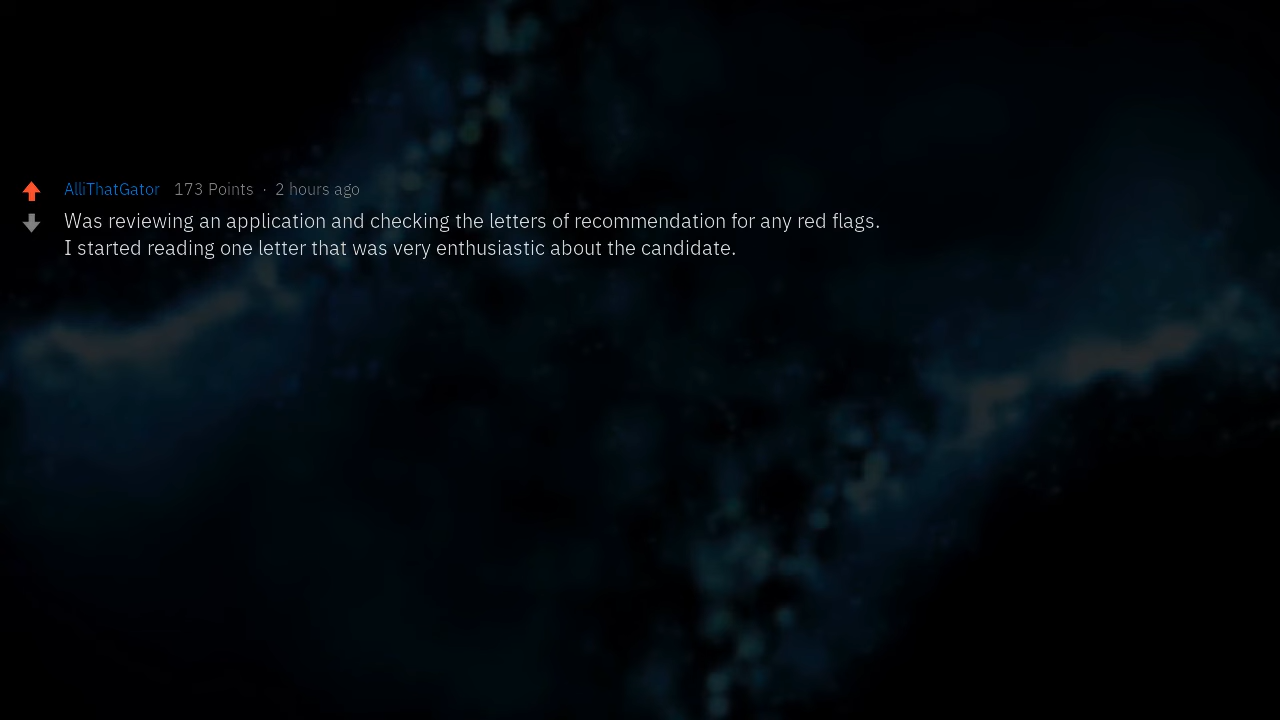 AlliThatGator 173 Points · 2 hours ago
Was reviewing an application and checking the letters of recommendation for any red flags.
I started reading one letter that was very enthusiastic about the candidate.